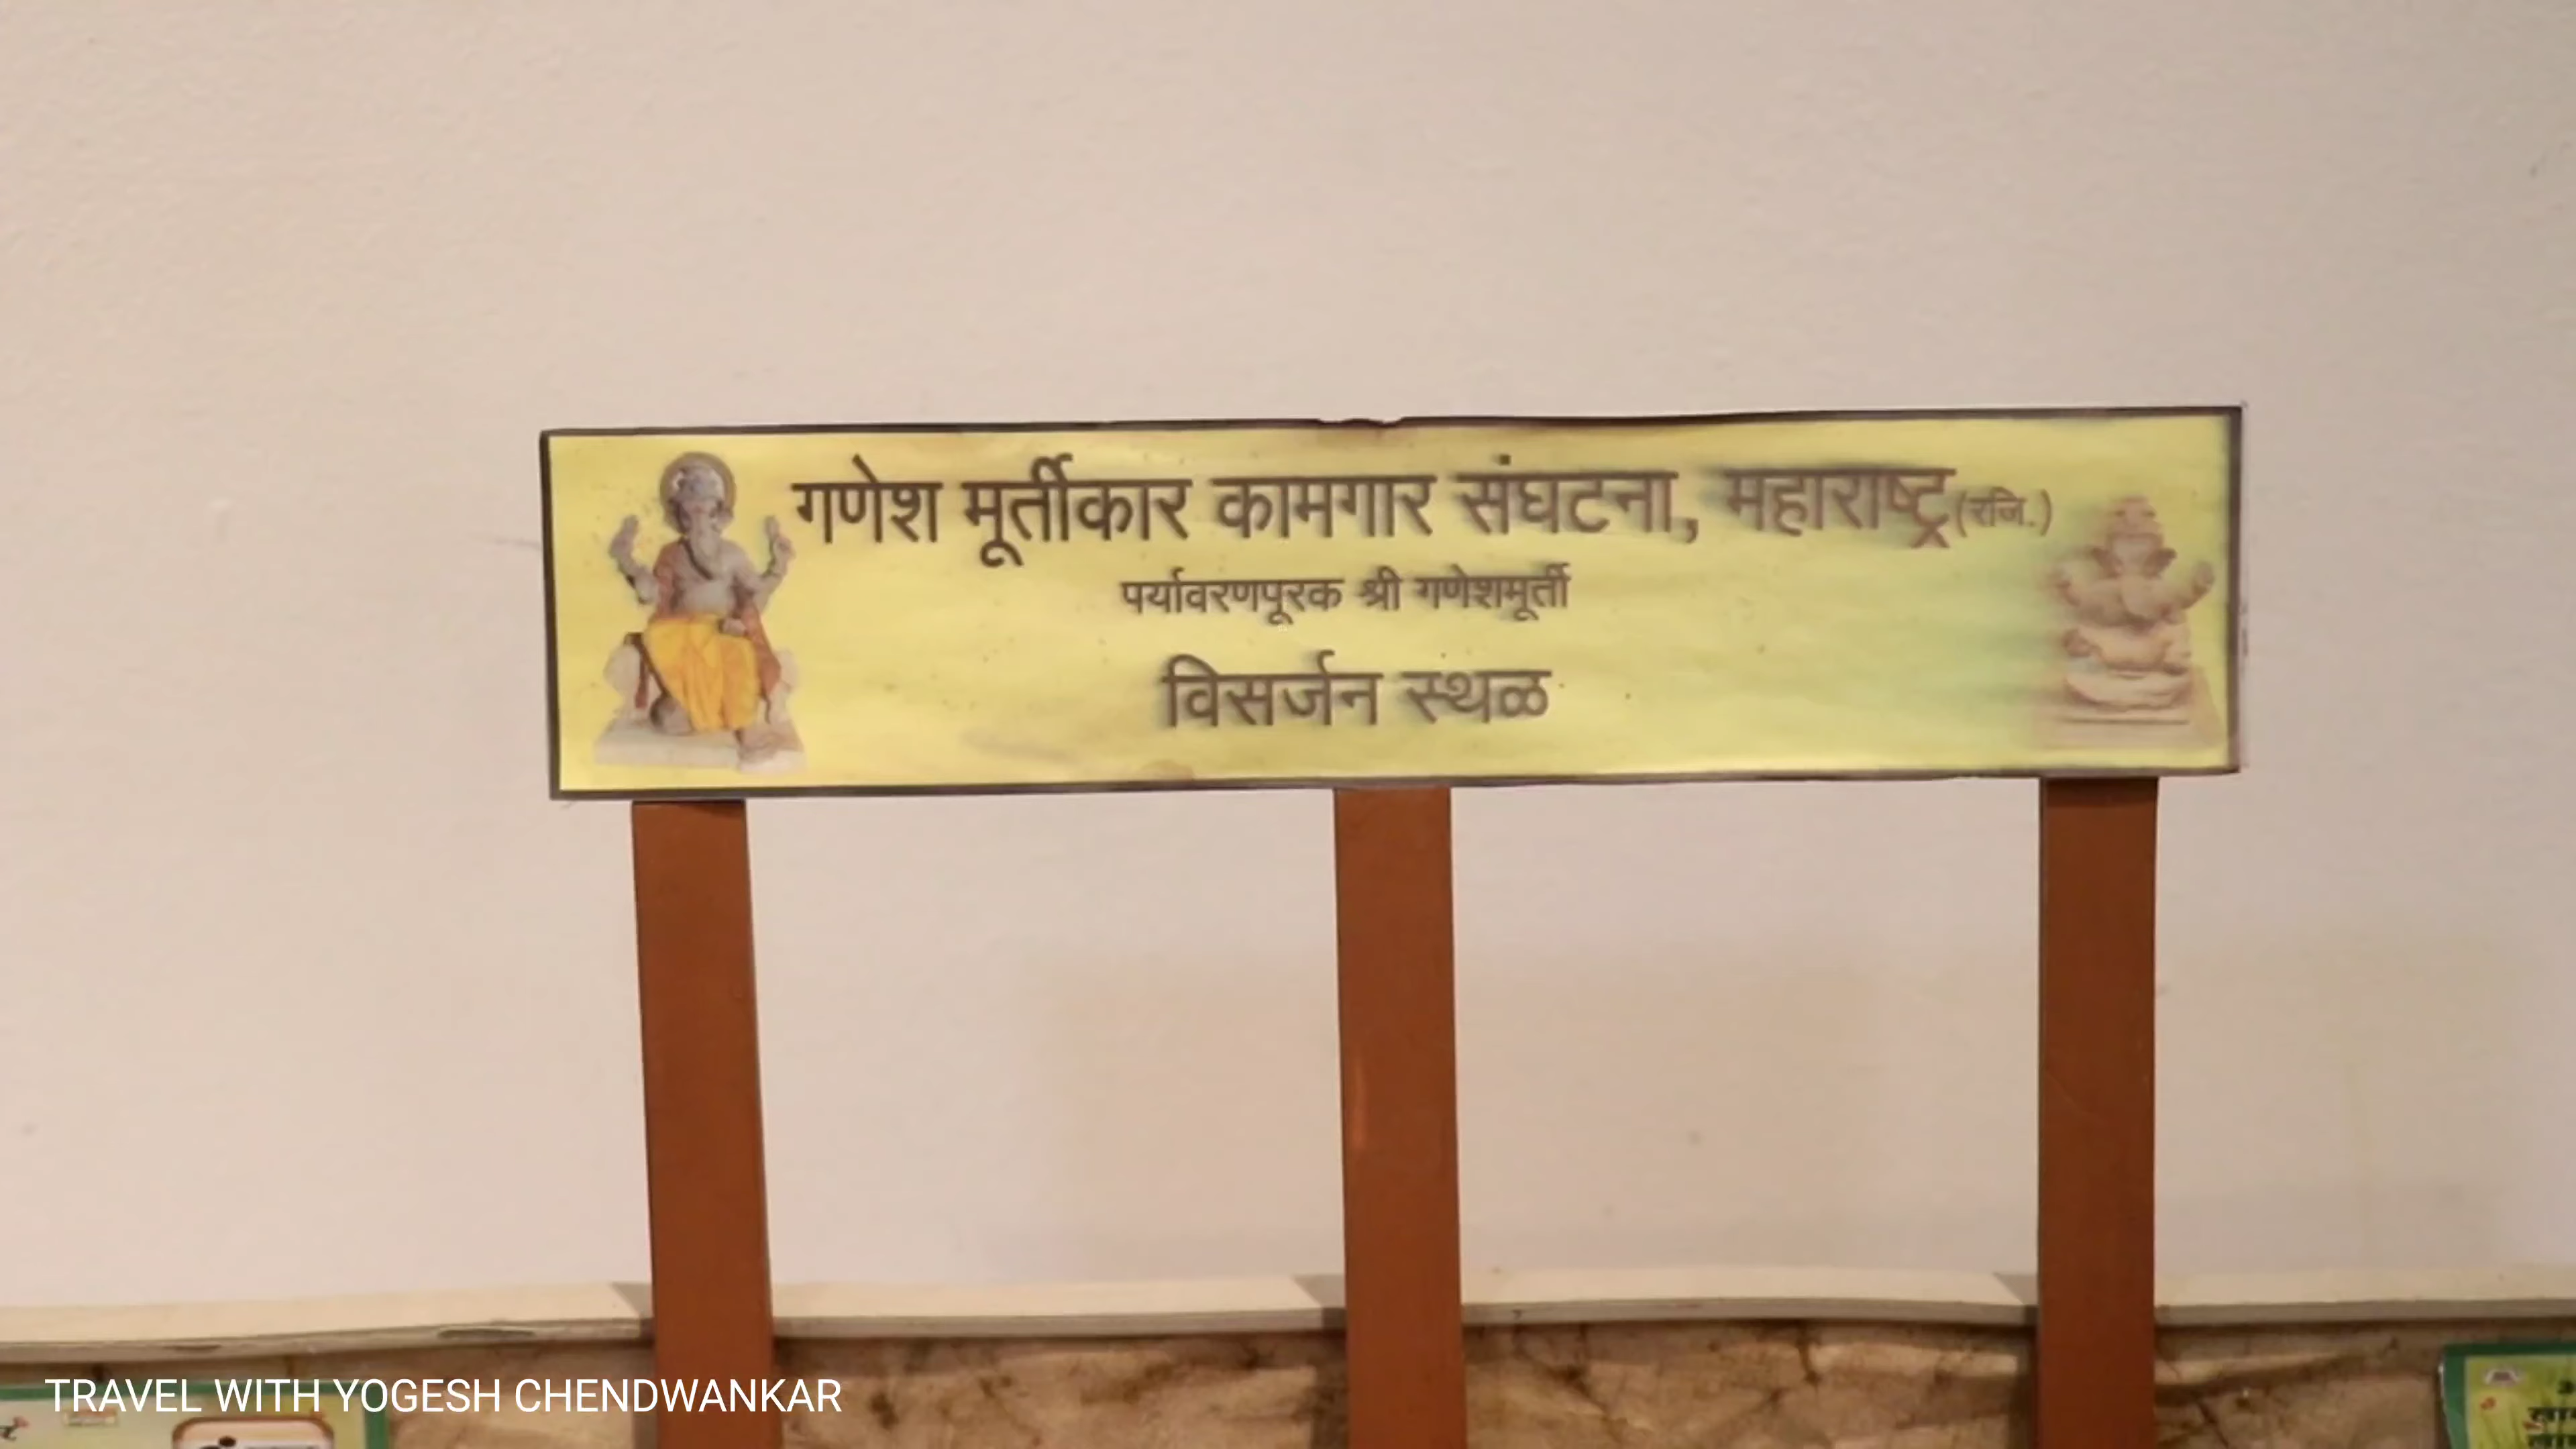 गणेश मूर्तीकार कामगार संघटना, महाराष्ट्र(रजि.)
पर्यावरणपूरक श्री गणेशमूर्ती
विसर्जन स्थळ
TRAVEL WITH YOGESH CHENDWANKAR